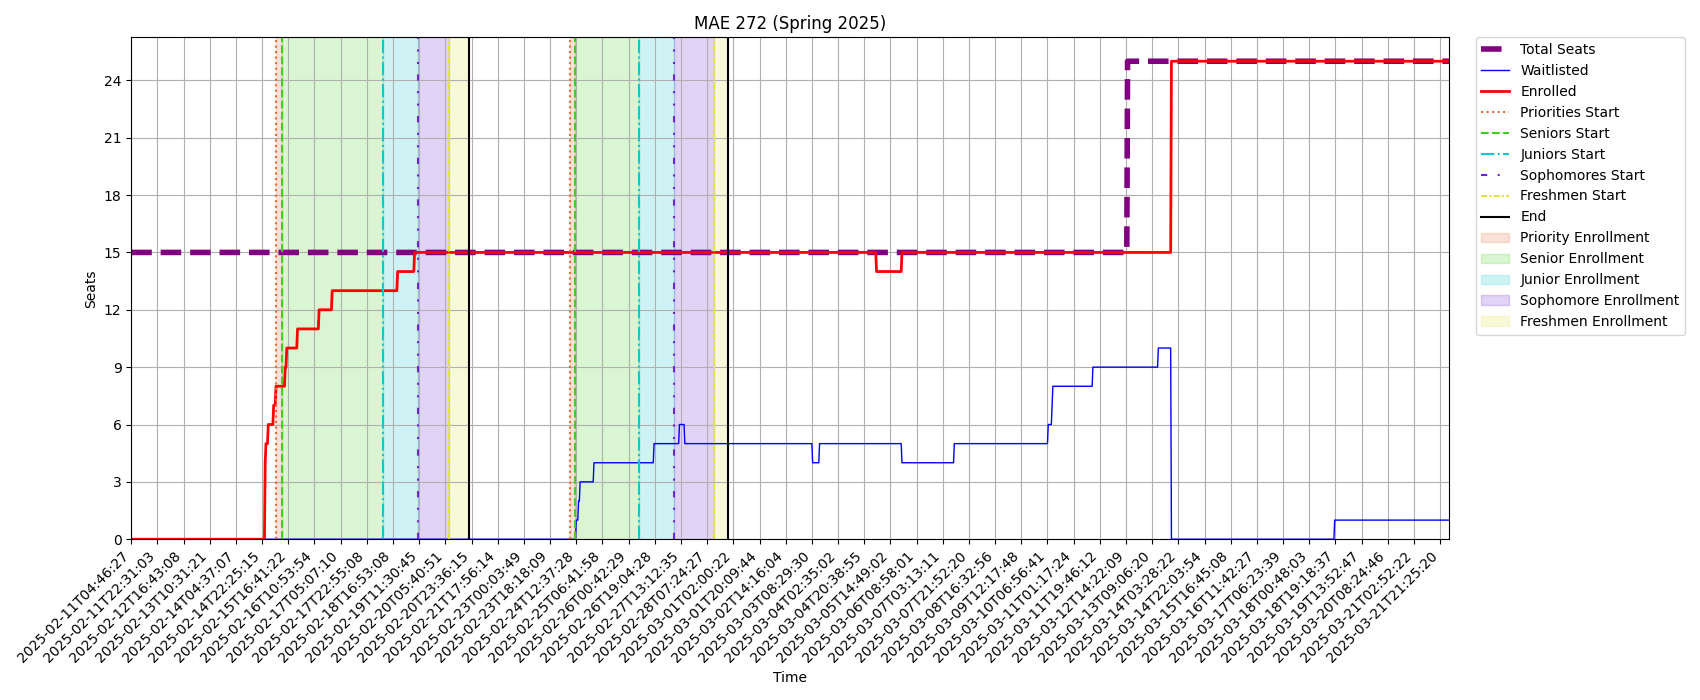 MAE 272 (Spring 2025)
Total Seats
Waitlisted
Enrolled
Priorities Start
Seniors Start
Juniors Start
Sophomores Start
Freshmen Start
End
Priority Enrollment
Senior Enrollment
Junior Enrollment
Sophomore Enrollment
Freshmen Enrollment
Seats
24
21
18
15
12
9
6
3
0
2025-02-11T04:46:27
2025-02-11T22:31:03
2025-02-12T16:43:08
2025-02-13T10:31:21
2025-02-14T04:37:07
2025-02-14T22:25:15
2025-02-15T16:41:22
2025-02-16T10:53:54
2025-02-17T05:07:10
2025-02-17T22:55:08
2025-02-18T16:53:08
2025-02-19T11:30:45
2025-02-20T05:40:51
2025-02-20T23:36:15
2025-02-21T17:56:14
2025-02-23T00:03:49
2025-02-23T18:18:09
2025-02-24T12:37:28
2025-02-25T06:41:58
2025-02-26T00:42:29
2025-02-26T19:04:28
2025-02-27T13:12:35
2025-02-28T07:24:27
2025-03-01T02:00:22
2025-03-01T20:09:44
2025-03-02T14:16:04
2025-03-03T08:29:30
2025-03-04T02:35:02
2025-03-04T20:38:55
2025-03-05T14:49:02
2025-03-06T08:58:01
2025-03-07T03:13:11
2025-03-07T21:52:20
2025-03-08T16:32:56
2025-03-09T12:17:48
2025-03-10T06:56:41
2025-03-11T01:17:24
2025-03-11T19:46:12
2025-03-12T14:22:09
2025-03-13T09:06:20
2025-03-14T03:28:22
2025-03-14T22:03:54
2025-03-15T16:45:08
2025-03-16T11:42:27
2025-03-17T06:23:39
2025-03-18T00:48:03
2025-03-18T19:18:37
2025-03-19T13:52:47
2025-03-20T08:24:46
2025-03-21T02:52:22
2025-03-21T21:25:20
Time